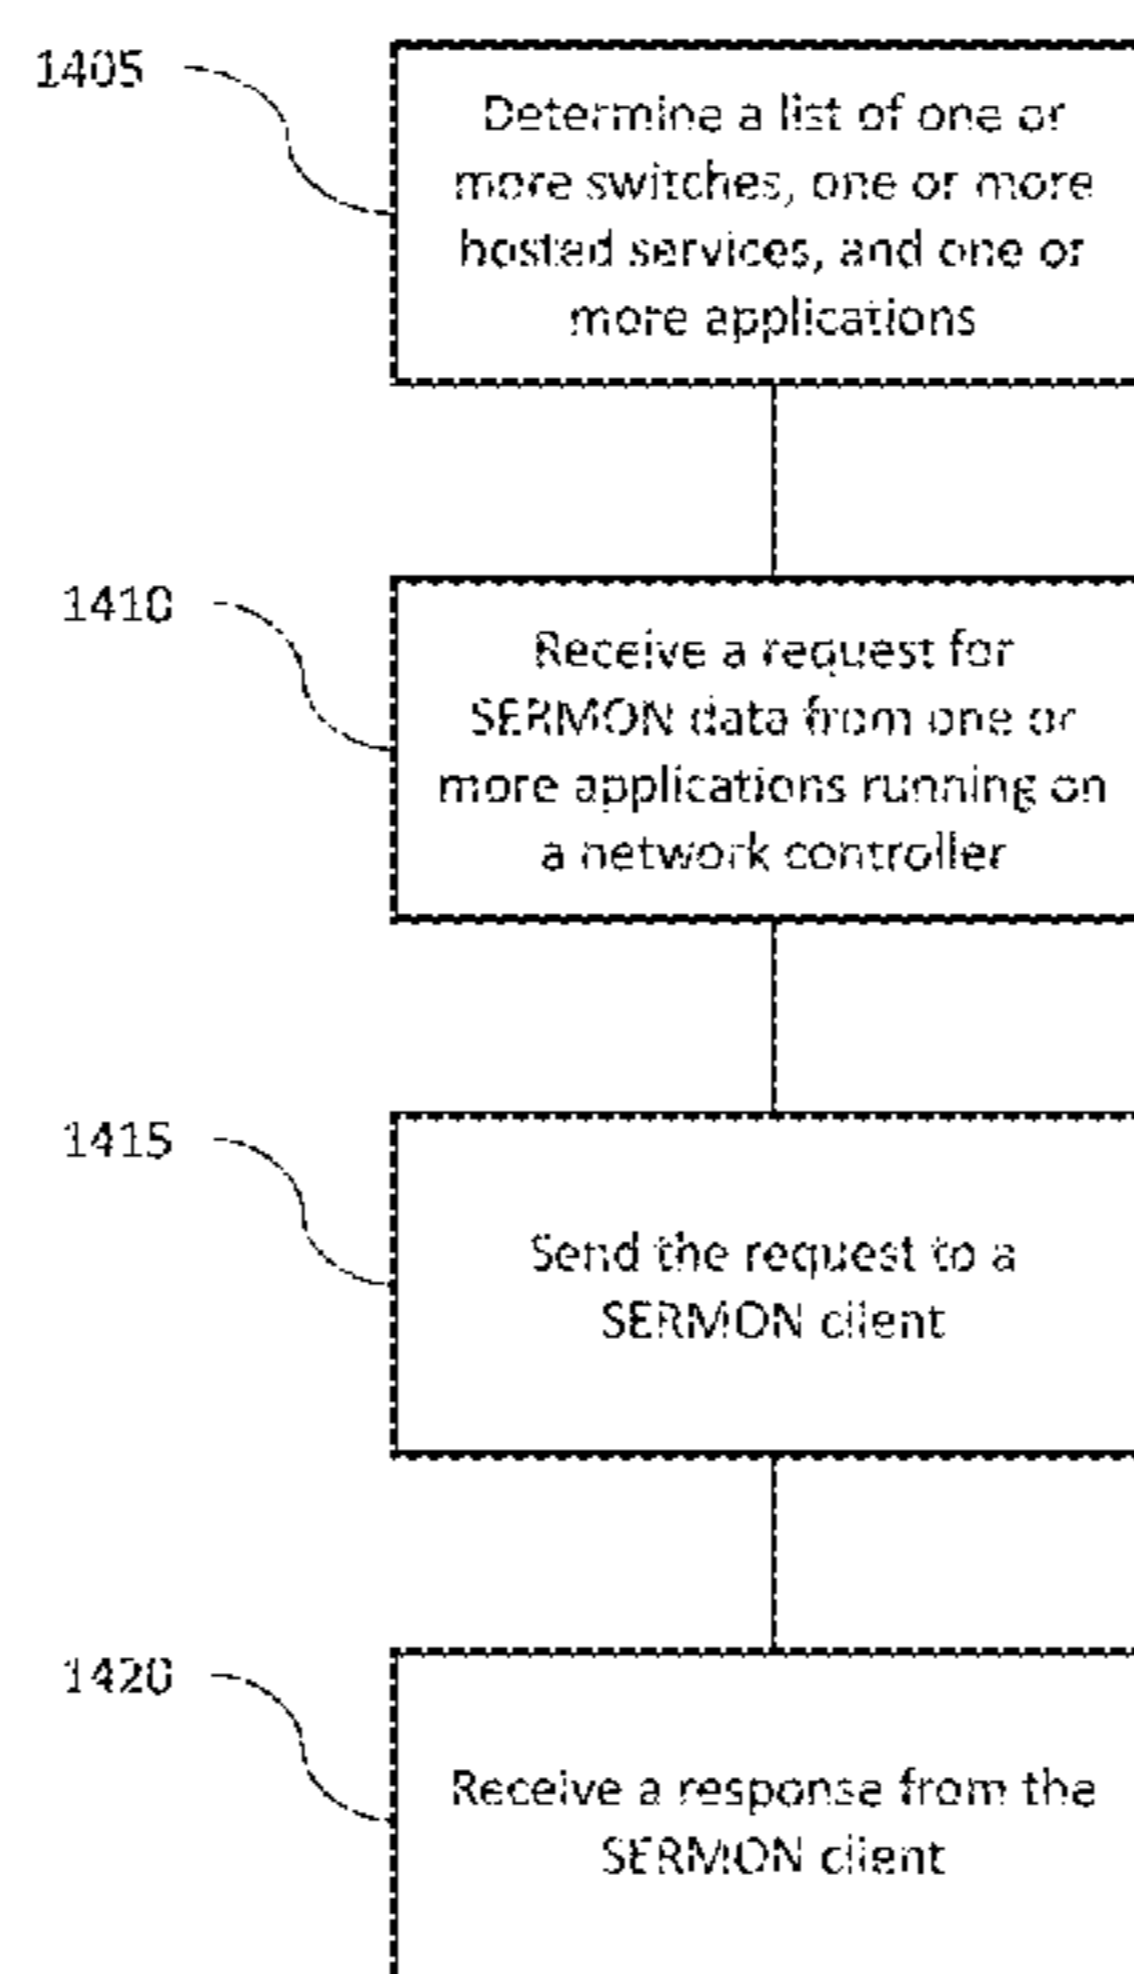 1405
Determine a list of one or
more switches, one or more
hosted services, and one or
more applications
1410
Receive a request for
SERMON data from one or
more applications running on
a network controller
1415
Send the request to a
SERMON client
1420
Receive a response from the
SERMON client